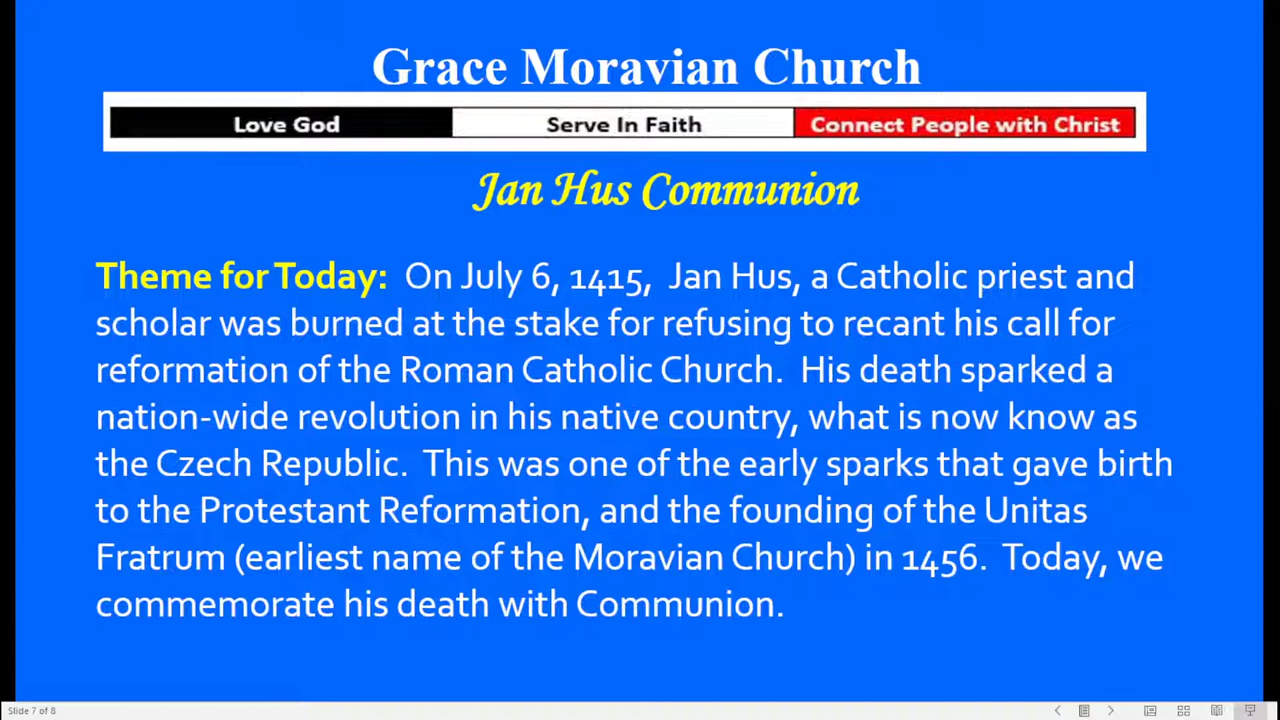 Grace Moravian Church
Love God Serve In Faith Connect People with Christ
Jan Hus Communion
Theme for Today: On July 6, 1415, Jan Hus, a Catholic priest and
scholar was burned at the stake for refusing to recant his call for
reformation of the Roman Catholic Church. His death sparked a
nation-wide revolution in his native country, what is now know as
the Czech Republic. This was one of the early sparks that gave birth
to the Protestant Reformation, and the founding of the Unitas
Fratrum (earliest name of the Moravian Church) in 1456. Today, we
commemorate his death with Communion.
Slide 7 of 8